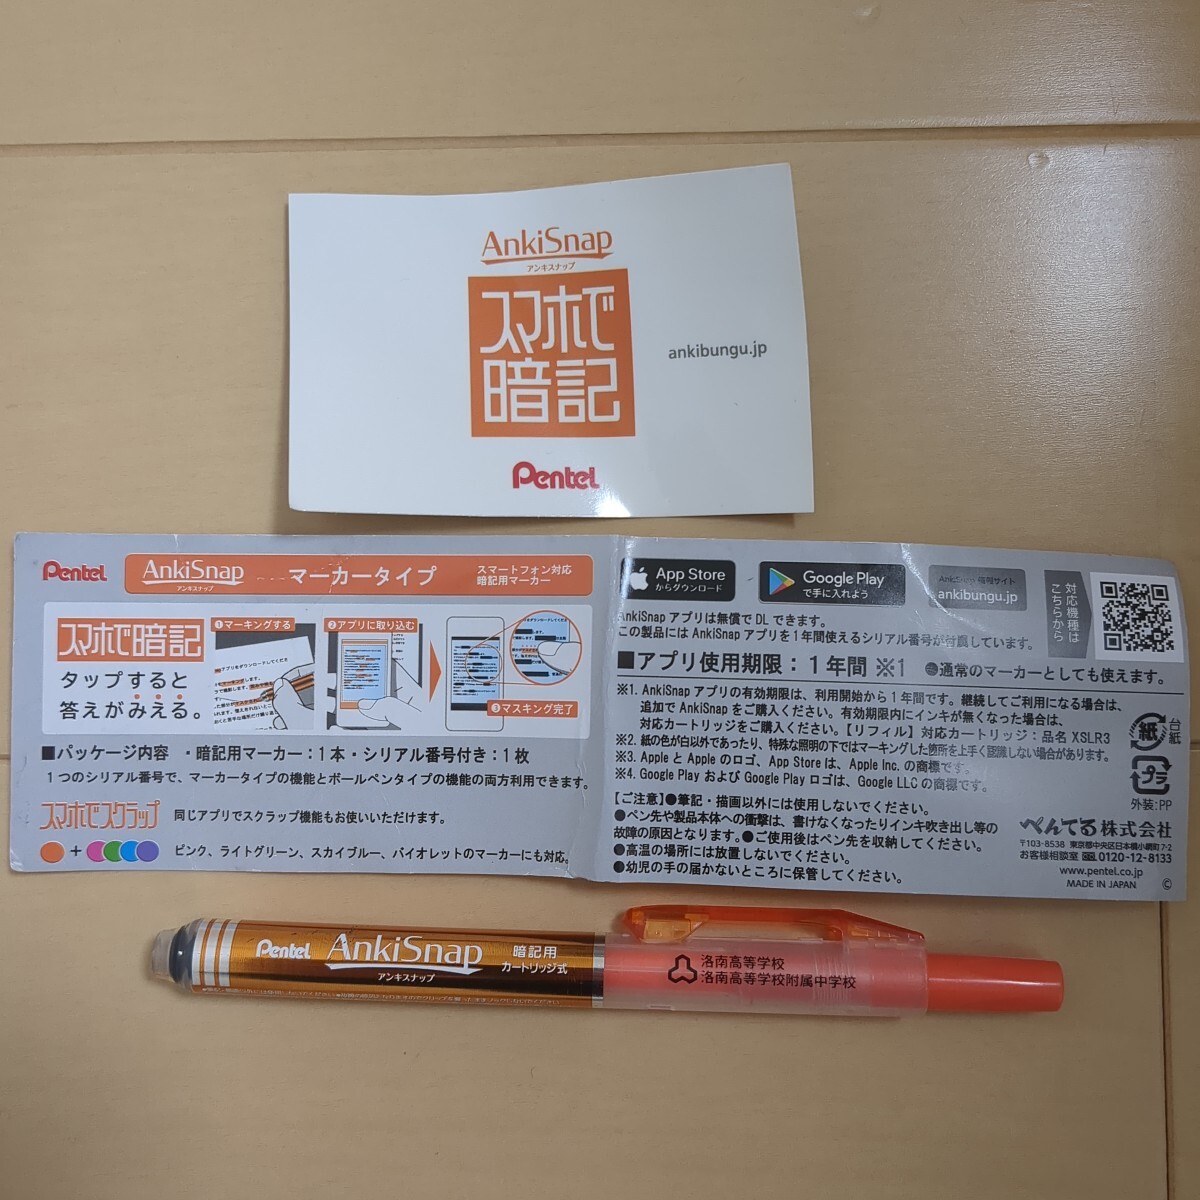 AnkiSnap
アンキスナップ
スマホで
暗記
ankibungu.jp
Pentel
Pentel
AnkiSnap
アンキスナップ
マーカータイプ
スマートフォン対応
暗記用マーカー
スマホで暗記
タップすると
答えがみえる。
❶マーキングする
❷アプリに取り込む
❸マスキング完了
■パッケージ内容 ・暗記用マーカー：1本・シリアル番号付き：1枚
1つのシリアル番号で、マーカータイプの機能とボールペンタイプの機能の両方利用できます。
スマホでスクラップ
同じアプリでスクラップ機能もお使いいただけます。
+
ピンク、ライトグリーン、スカイブルー、バイオレットのマーカーにも対応。
App Store
からダウンロード
Google Play
で手に入れよう
AnkiSnap 情報サイト
ankibungu.jp
対応機種は
こちらから
AnkiSnap アプリは無償で DL できます。
この製品には AnkiSnap アプリを1年間使えるシリアル番号が付属しています。
■アプリ使用期限：1年間 ※1 ●通常のマーカーとしても使えます。
※1. AnkiSnap アプリの有効期限は、利用開始から1年間です。継続してご利用になる場合は、
追加で AnkiSnap をご購入ください。有効期限内にインキが無くなった場合は、
対応カートリッジをご購入ください。【リフィル】対応カートリッジ：品名 XSLR3
※2. 紙の色が白以外であったり、特殊な照明の下ではマーキングした箇所を上手く認識しない場合があります。
※3. Apple と Apple のロゴ、App Store は、Apple Inc. の商標です。
※4. Google Play および Google Play ロゴは、Google LLC の商標です。
【ご注意】●筆記・描画以外には使用しないでください。
●ペン先や製品本体への衝撃は、書けなくなったりインキ吹き出し等の
故障の原因となります。●ご使用後はペン先を収納してください。
●高温の場所には放置しないでください。
●幼児の手の届かないところに保管してください。
紙
台紙
プラ
外装：PP
ぺんてる株式会社
〒103-8538 東京都中央区日本橋小網町7-2
お客様相談室 0120-12-8133
www.pentel.co.jp
MADE IN JAPAN ©
Pentel
AnkiSnap
アンキスナップ
暗記用
カートリッジ式
洛南高等学校
洛南高等学校附属中学校